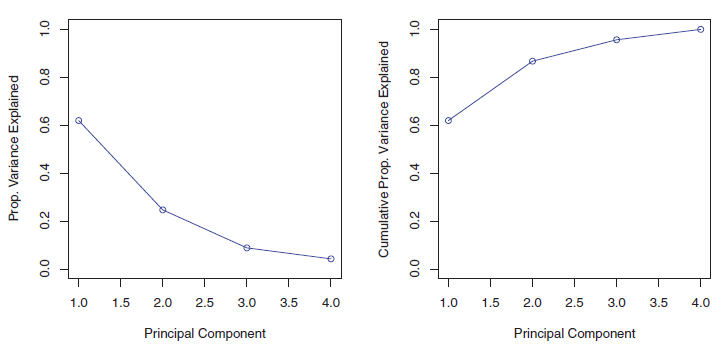 Prop. Variance Explained
1.0
0.8
0.6
0.4
0.2
0.0
1.0 1.5 2.0 2.5 3.0 3.5 4.0
Principal Component
Cumulative Prop. Variance Explained
1.0
0.8
0.6
0.4
0.2
0.0
1.0 1.5 2.0 2.5 3.0 3.5 4.0
Principal Component